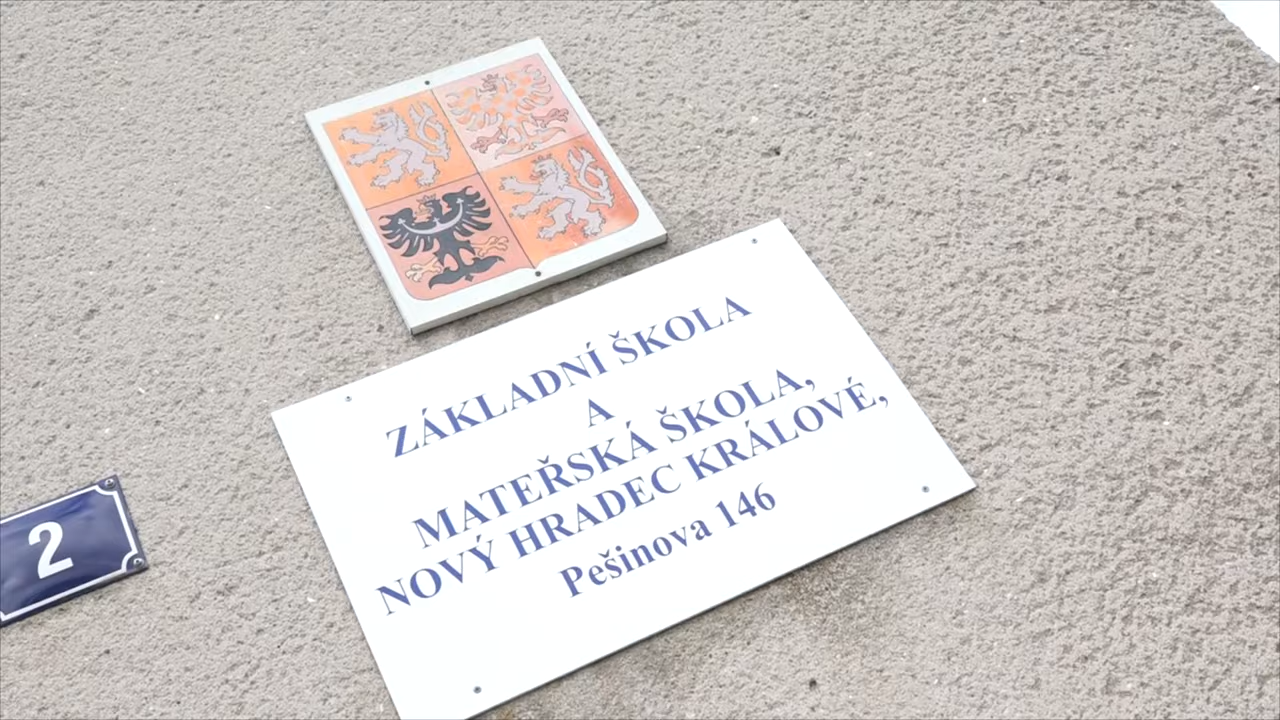 ZÁKLADNÍ ŠKOLA
A
MATEŘSKÁ ŠKOLA,
NOVÝ HRADEC KRÁLOVÉ,
Pešinova 146
2